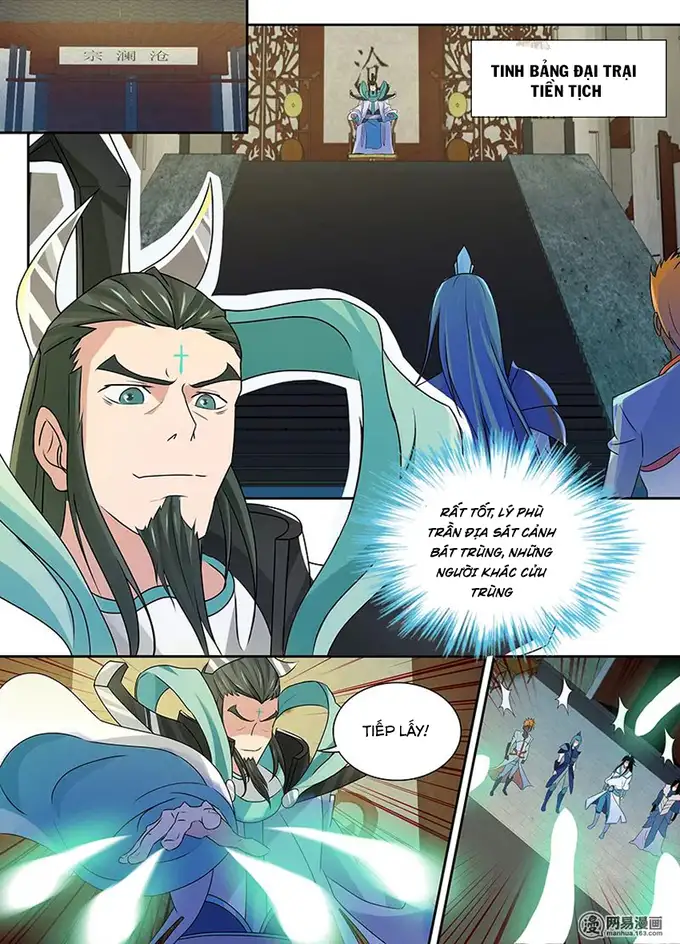 宗澜沧
沧
TINH BẢNG ĐẠI TRẠI
TIỀN TỊCH
RẤT TỐT, LÝ PHÙ
TRẦN ĐỊA SÁT CẢNH
BÁT TRÙNG, NHỮNG
NGƯỜI KHÁC CỬU
TRÙNG
TIẾP LẤY!
网易漫画
manhua.163.com